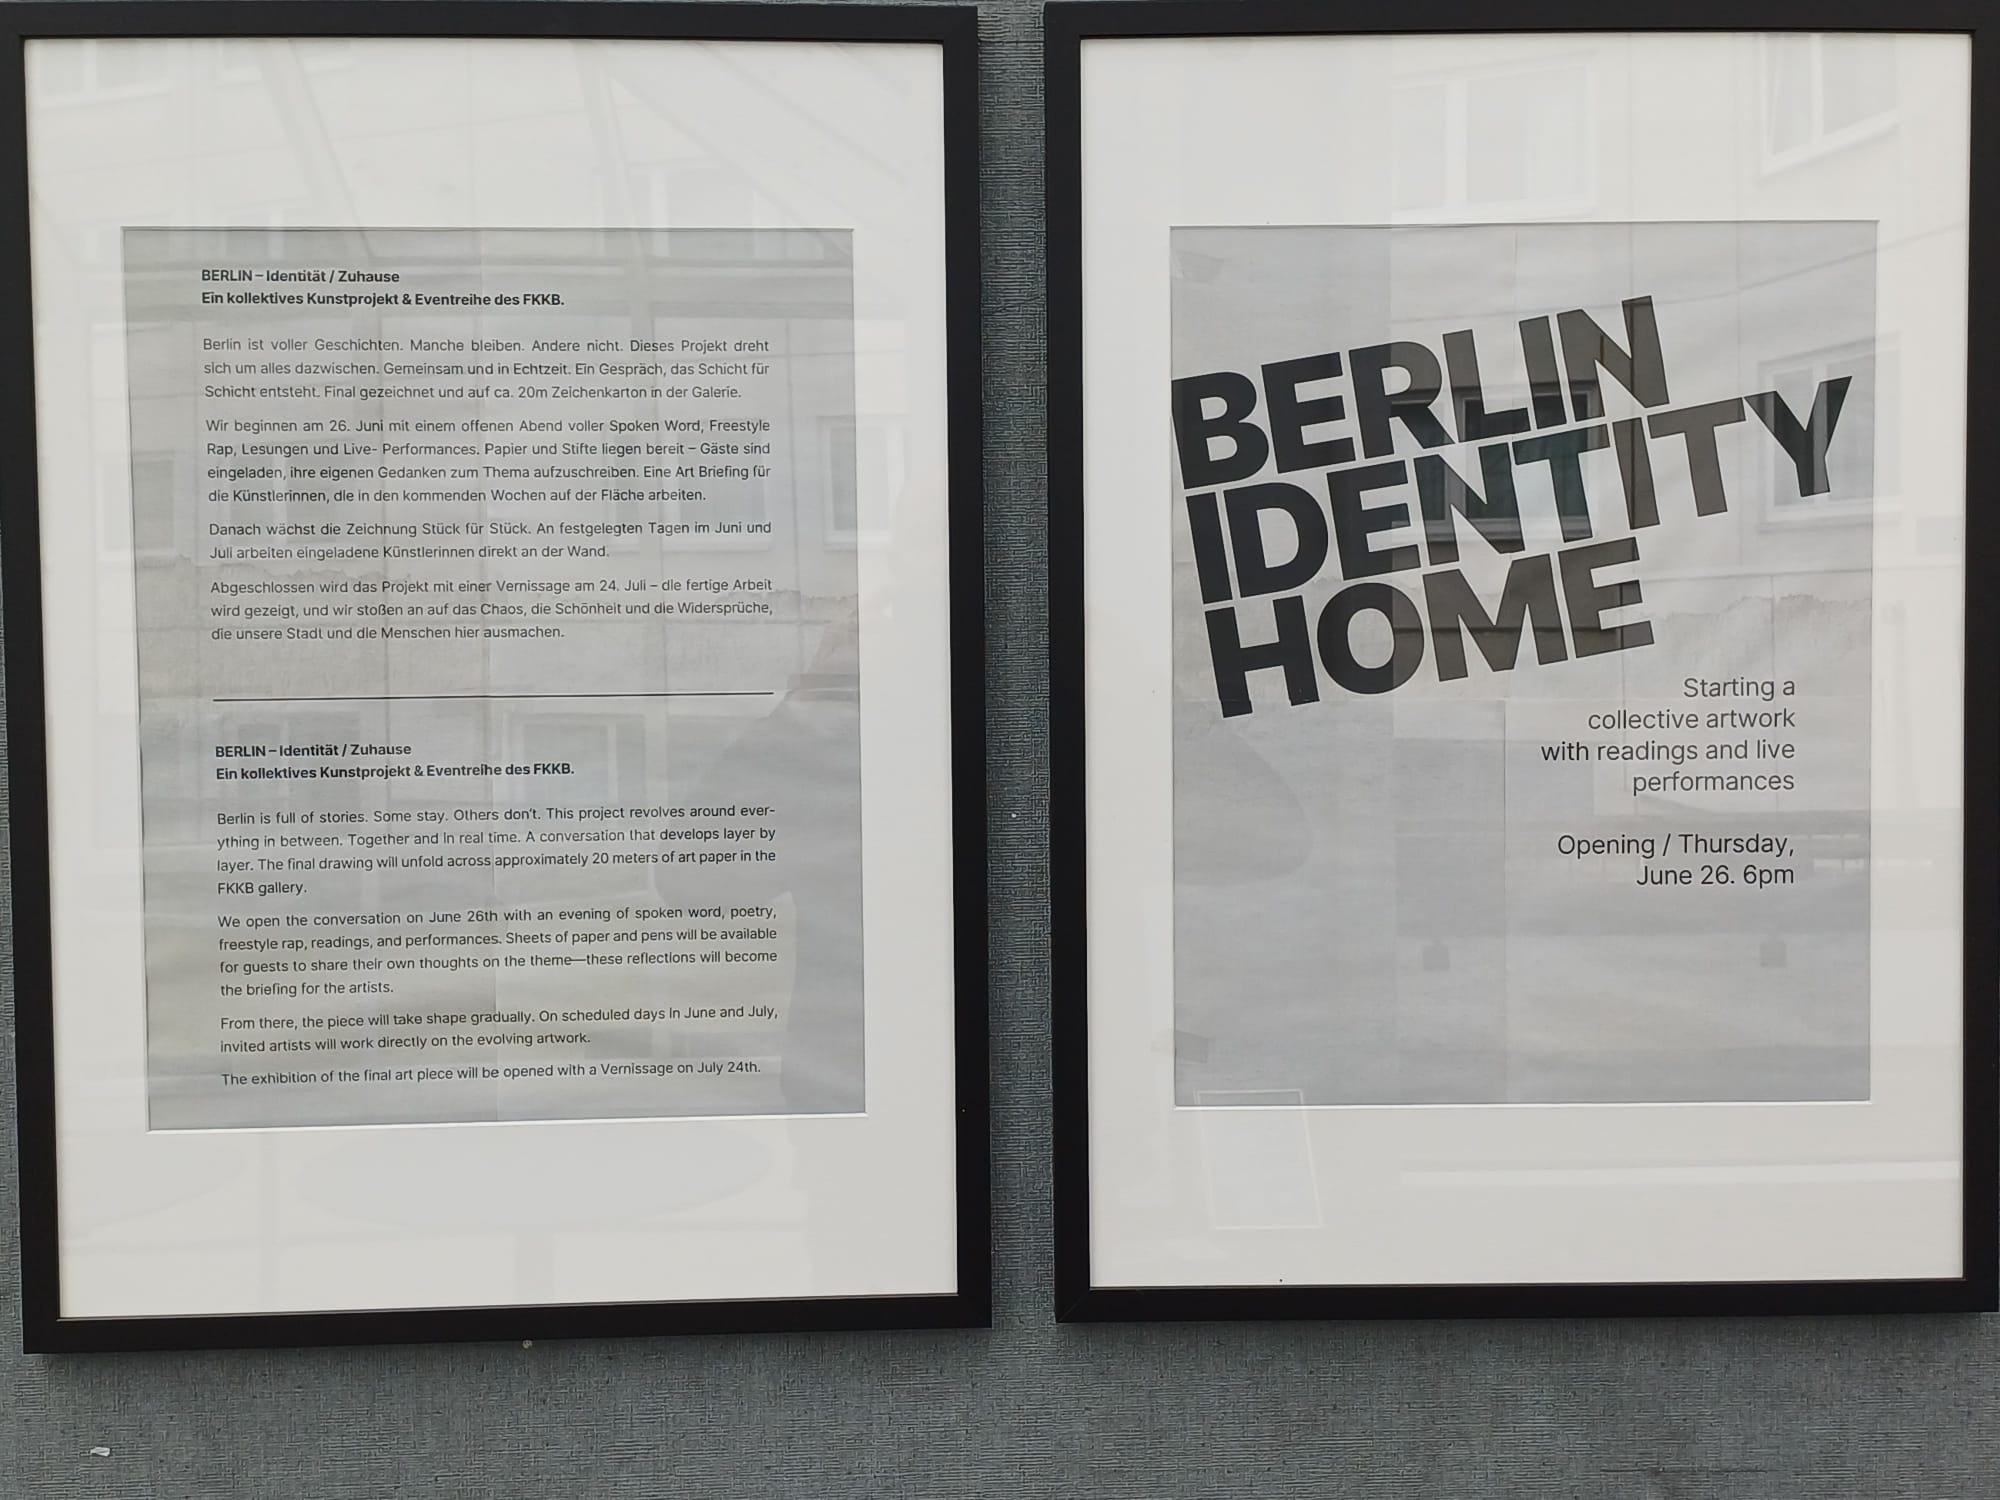 BERLIN – Identität / Zuhause
Ein kollektives Kunstprojekt & Eventreihe des FKKB.
Berlin ist voller Geschichten. Manche bleiben. Andere nicht. Dieses Projekt dreht
sich um alles dazwischen. Gemeinsam und in Echtzeit. Ein Gespräch, das Schicht für
Schicht entsteht. Final gezeichnet und auf ca. 20m Zeichenkarton in der Galerie.
Wir beginnen am 26. Juni mit einem offenen Abend voller Spoken Word, Freestyle
Rap, Lesungen und Live- Performances. Papier und Stifte liegen bereit – Gäste sind
eingeladen, ihre eigenen Gedanken zum Thema aufzuschreiben. Eine Art Briefing für
die Künstlerinnen, die in den kommenden Wochen auf der Fläche arbeiten.
Danach wächst die Zeichnung Stück für Stück. An festgelegten Tagen im Juni und
Juli arbeiten eingeladene Künstlerinnen direkt an der Wand.
Abgeschlossen wird das Projekt mit einer Vernissage am 24. Juli – die fertige Arbeit
wird gezeigt, und wir stoßen an auf das Chaos, die Schönheit und die Widersprüche,
die unsere Stadt und die Menschen hier ausmachen.
BERLIN – Identität / Zuhause
Ein kollektives Kunstprojekt & Eventreihe des FKKB.
Berlin is full of stories. Some stay. Others don't. This project revolves around ever-
ything in between. Together and in real time. A conversation that develops layer by
layer. The final drawing will unfold across approximately 20 meters of art paper in the
FKKB gallery.
We open the conversation on June 26th with an evening of spoken word, poetry,
freestyle rap, readings, and performances. Sheets of paper and pens will be available
for guests to share their own thoughts on the theme—these reflections will become
the briefing for the artists.
From there, the piece will take shape gradually. On scheduled days in June and July,
invited artists will work directly on the evolving artwork.
The exhibition of the final art piece will be opened with a Vernissage on July 24th.
BERLIN
IDENTITY
HOME
Starting a
collective artwork
with readings and live
performances
Opening / Thursday,
June 26. 6pm